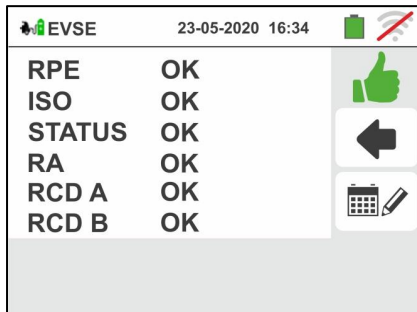 EVSE 23-05-2020 16:34
RPE OK
ISO OK
STATUS OK
RA OK
RCD A OK
RCD B OK